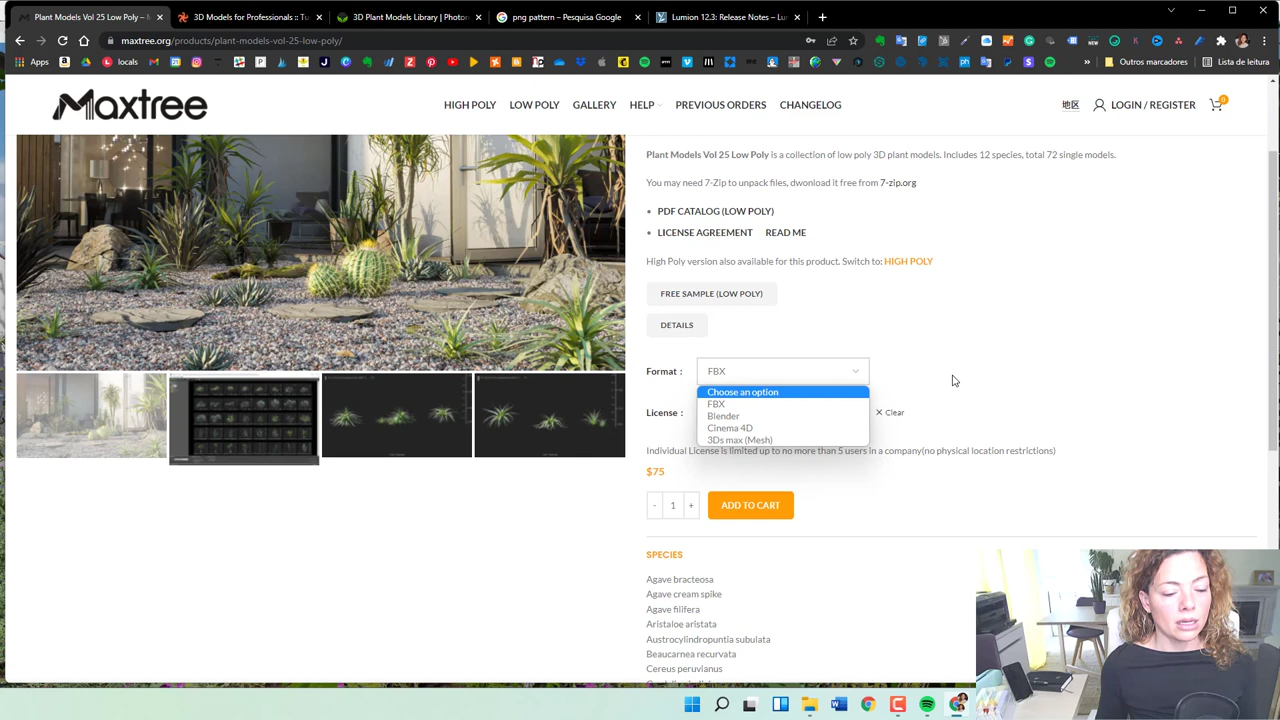 Plant Models Vol 25 Low Poly – M
3D Models for Professionals :: Tu
3D Plant Models Library | Photor
png pattern – Pesquisa Google
Lumion 12.3: Release Notes – Lu
maxtree.org/products/plant-models-vol-25-low-poly/
Apps
locais
Outros marcadores
Lista de leitura
Maxtree
HIGH POLY
LOW POLY
GALLERY
HELP
PREVIOUS ORDERS
CHANGELOG
地区
LOGIN / REGISTER
0
Plant Models Vol 25 Low Poly is a collection of low poly 3D plant models. Includes 12 species, total 72 single models.
You may need 7-Zip to unpack files, dwonload it free from 7-zip.org
PDF CATALOG (LOW POLY)
LICENSE AGREEMENT READ ME
High Poly version also available for this product. Switch to: HIGH POLY
FREE SAMPLE (LOW POLY)
DETAILS
Format : FBX
Choose an option
FBX
License : Clear
Blender
Cinema 4D
3Ds max (Mesh)
Individual License is limited up to no more than 5 users in a company(no physical location restrictions)
$75
- 1 + ADD TO CART
SPECIES
Agave bracteosa
Agave cream spike
Agave filifera
Aristaloe aristata
Austrocylindropuntia subulata
Beaucarnea recurvata
Cereus peruvianus